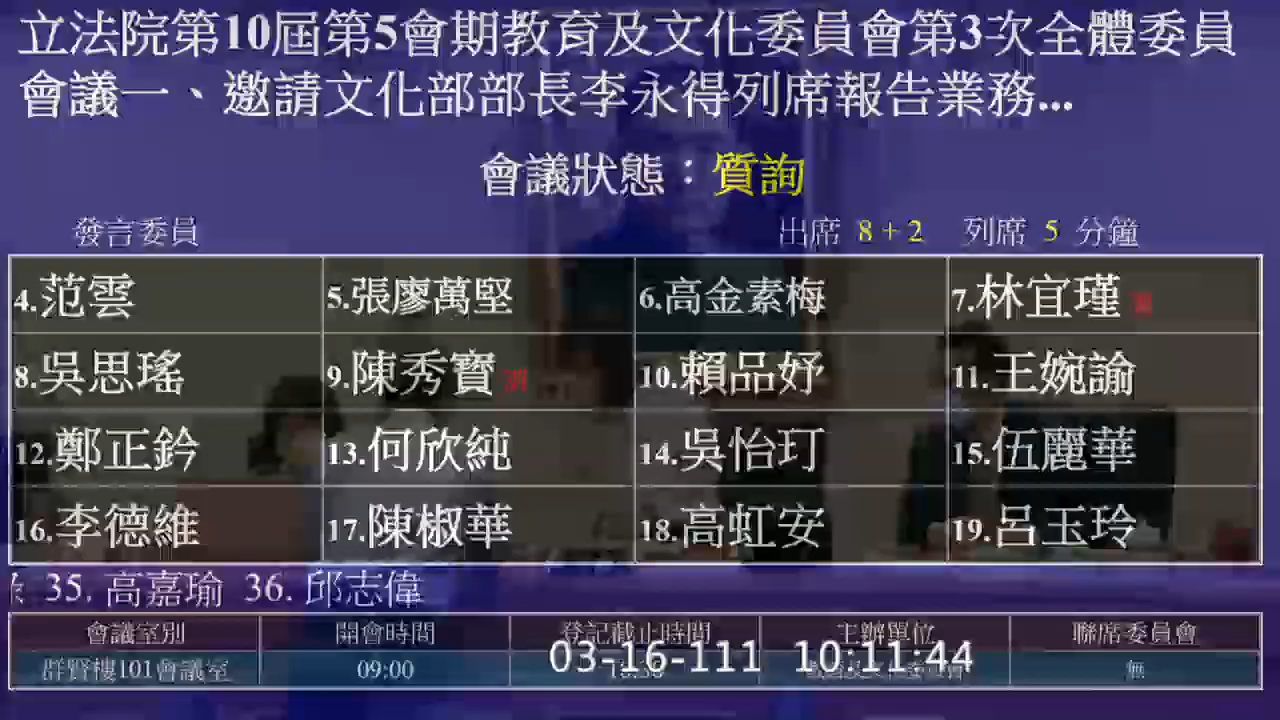 立法院第10屆第5會期教育及文化委員會第3次全體委員
會議一、邀請文化部部長李永得列席報告業務...
會議狀態：質詢
發言委員 出席 8+2 列席 5 分鐘
4.范雲 5.張廖萬堅 6.高金素梅 7.林宜瑾
8.吳思瑤 9.陳秀寳 10.賴品妤 11.王婉諭
12.鄭正鈐 13.何欣純 14.吳怡玎 15.伍麗華
16.李德維 17.陳椒華 18.高虹安 19.呂玉玲
35. 高嘉瑜 36. 邱志偉
會議室別 開會時間 登記截止時間 主辦單位 聯席委員會
群賢樓101會議室 09:00 無
03-16-111 10:11:44